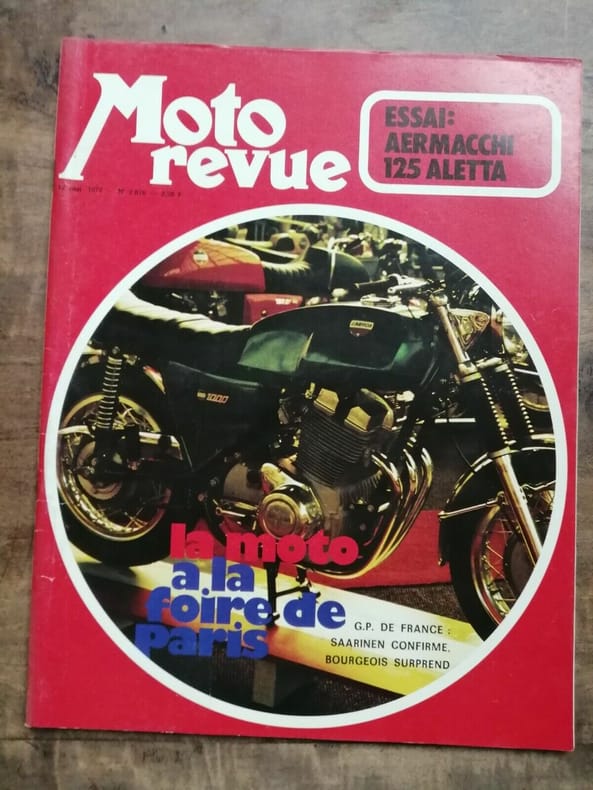 Moto
revue
ESSAI:
AERMACCHI
125 ALETTA
1000
la moto
a la
foire de
Paris
G.P. DE FRANCE :
SAARINEN CONFIRME,
BOURGEOIS SURPREND